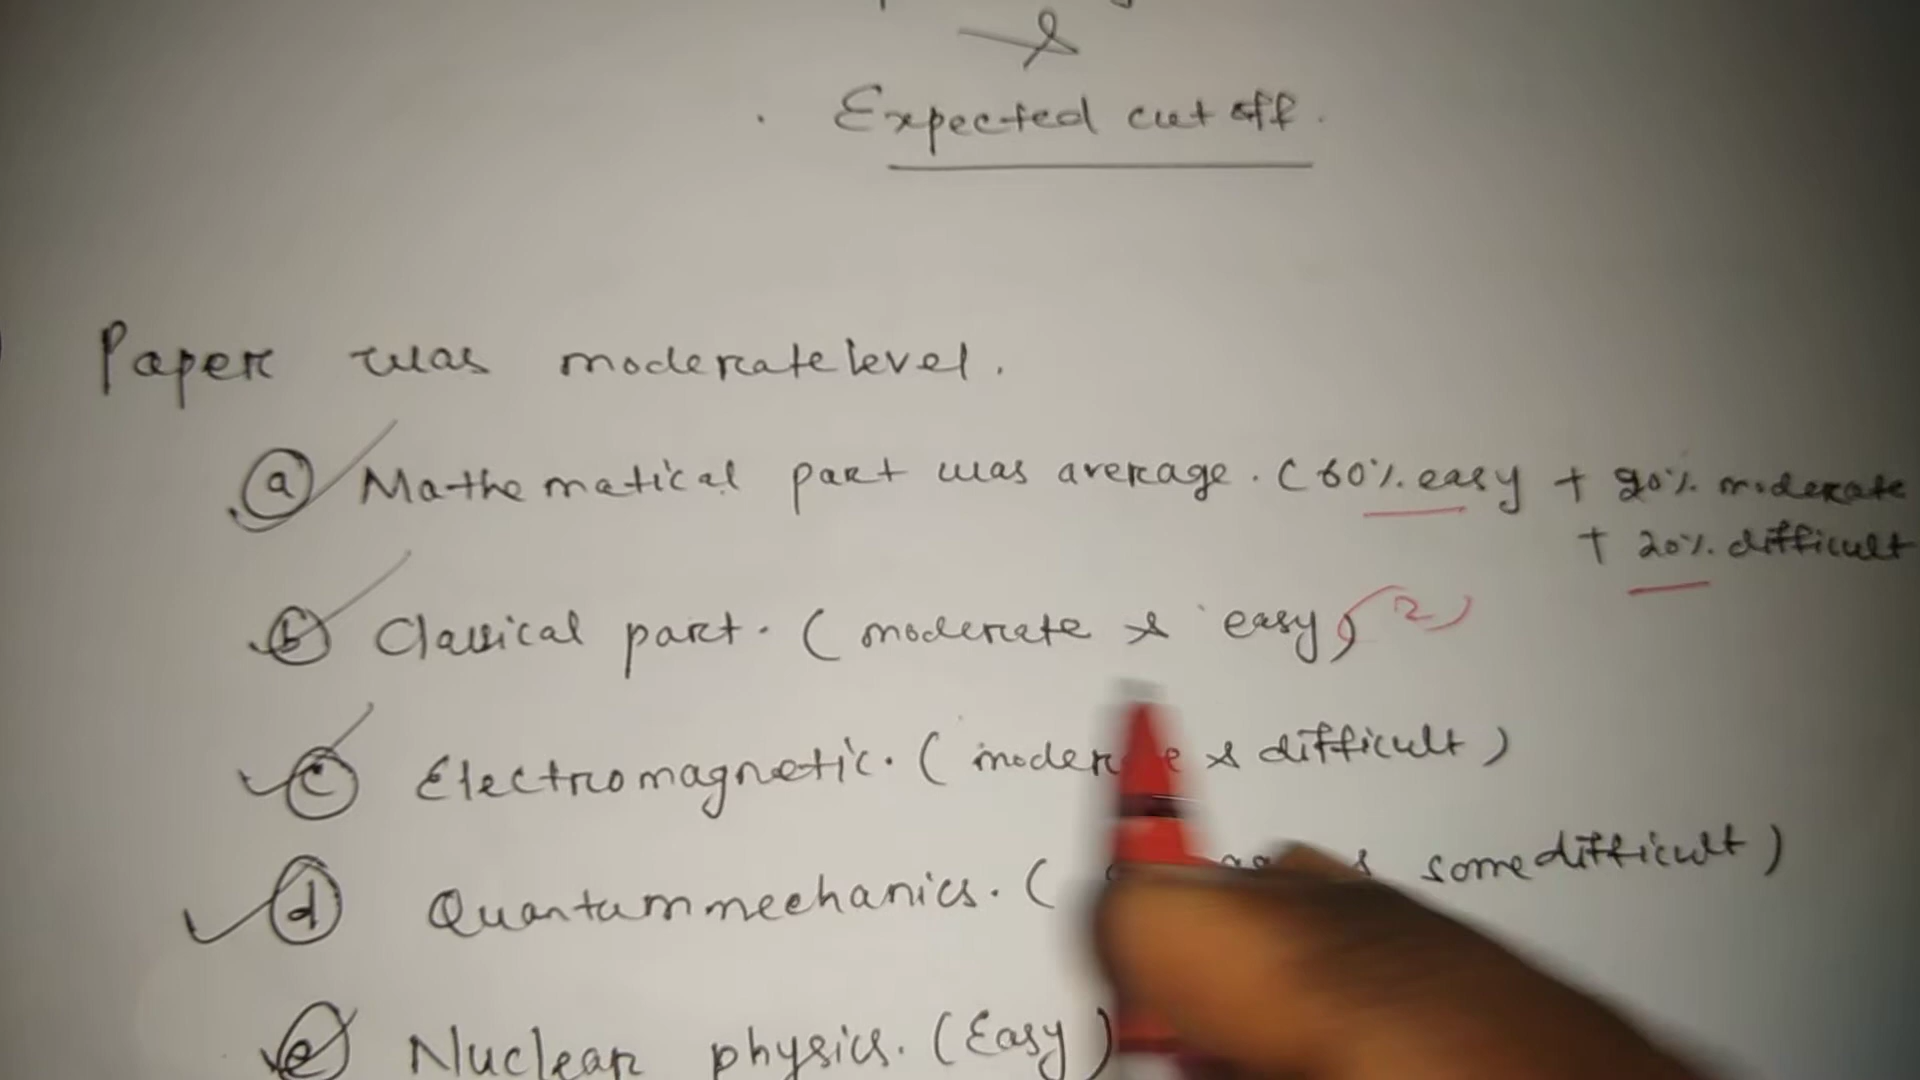 &
Expected cut off.
Paper was moderate level.
(a) Mathematical part was average. (60% easy + 20% moderate
+ 20% difficult
(b) Classical part. (moderate & easy) (2)
(c) Electromagnetic. (moderate & difficult)
(d) Quantum mechanics. ( & some difficult)
(e) Nuclear physics. (Easy)